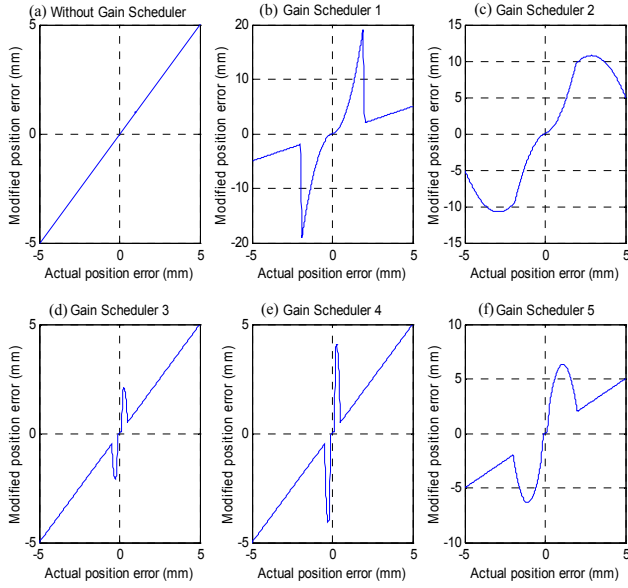 (a) Without Gain Scheduler
5
0
-5
-5 0 5
Modified position error (mm)
Actual position error (mm)
(b) Gain Scheduler 1
20
10
0
-10
-20
-5 0 5
Modified position error (mm)
Actual position error (mm)
(c) Gain Scheduler 2
15
10
5
0
-5
-10
-15
-5 0 5
Modified position error (mm)
Actual position error (mm)
(d) Gain Scheduler 3
5
0
-5
-5 0 5
Modified position error (mm)
Actual position error (mm)
(e) Gain Scheduler 4
5
0
-5
-5 0 5
Modified position error (mm)
Actual position error (mm)
(f) Gain Scheduler 5
10
5
0
-5
-10
-5 0 5
Modified position error (mm)
Actual position error (mm)